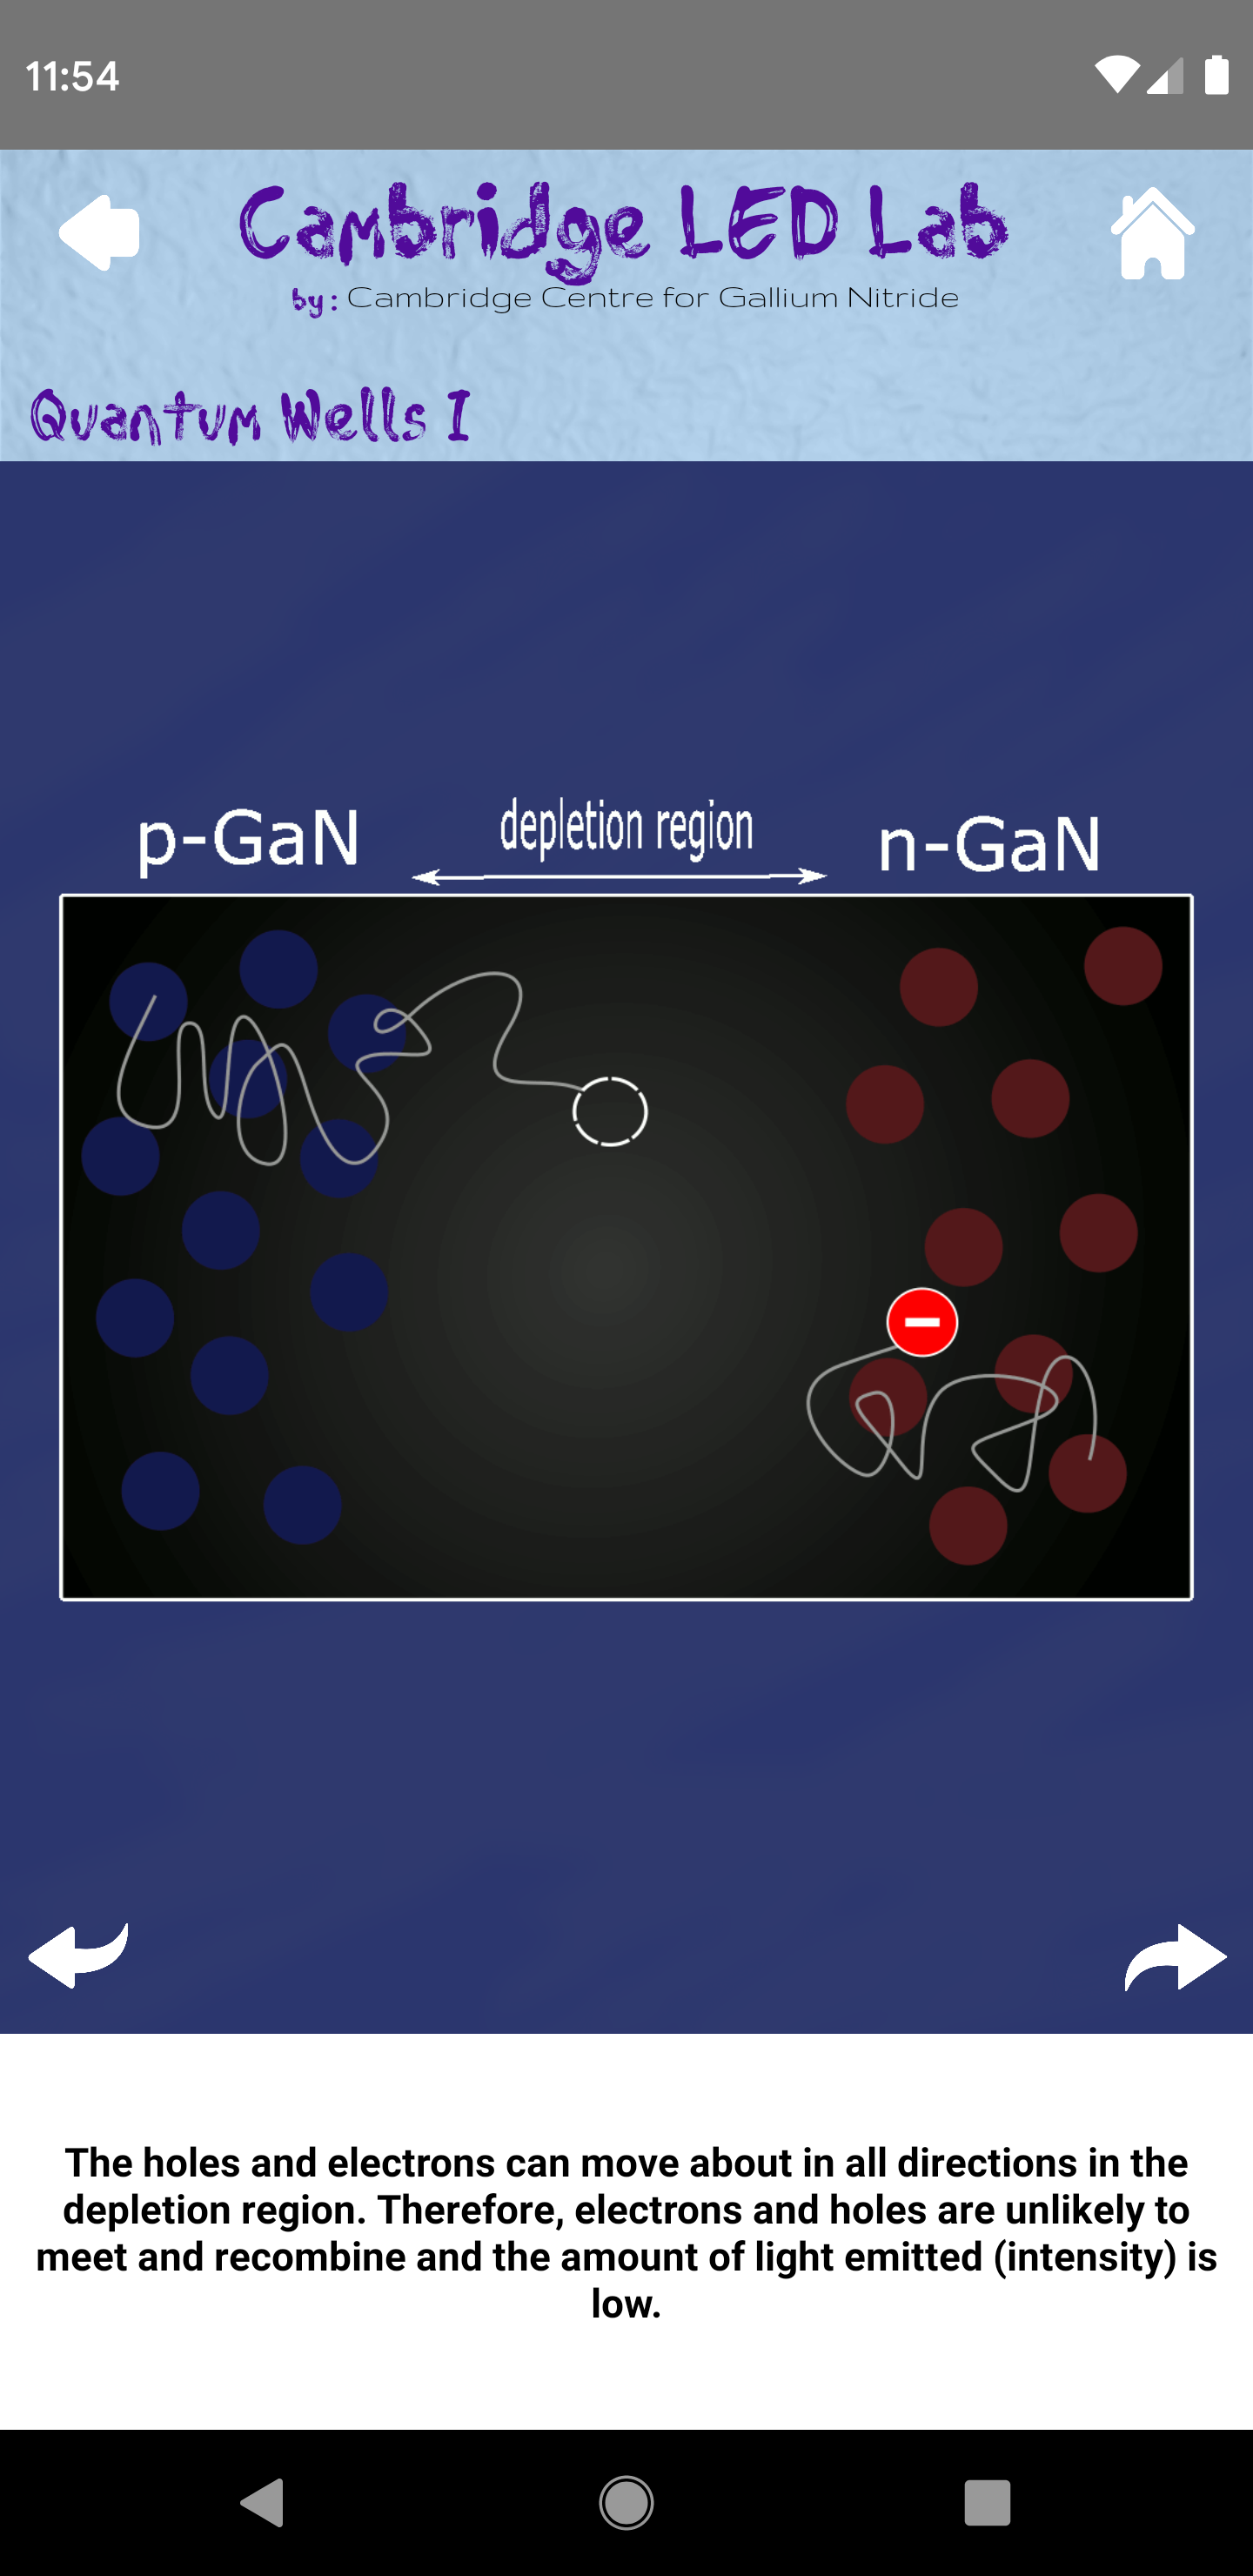 11:54
Cambridge LED Lab
by: Cambridge Centre for Gallium Nitride
Quantum Wells I
p-GaN
depletion region
n-GaN
The holes and electrons can move about in all directions in the
depletion region. Therefore, electrons and holes are unlikely to
meet and recombine and the amount of light emitted (intensity) is
low.